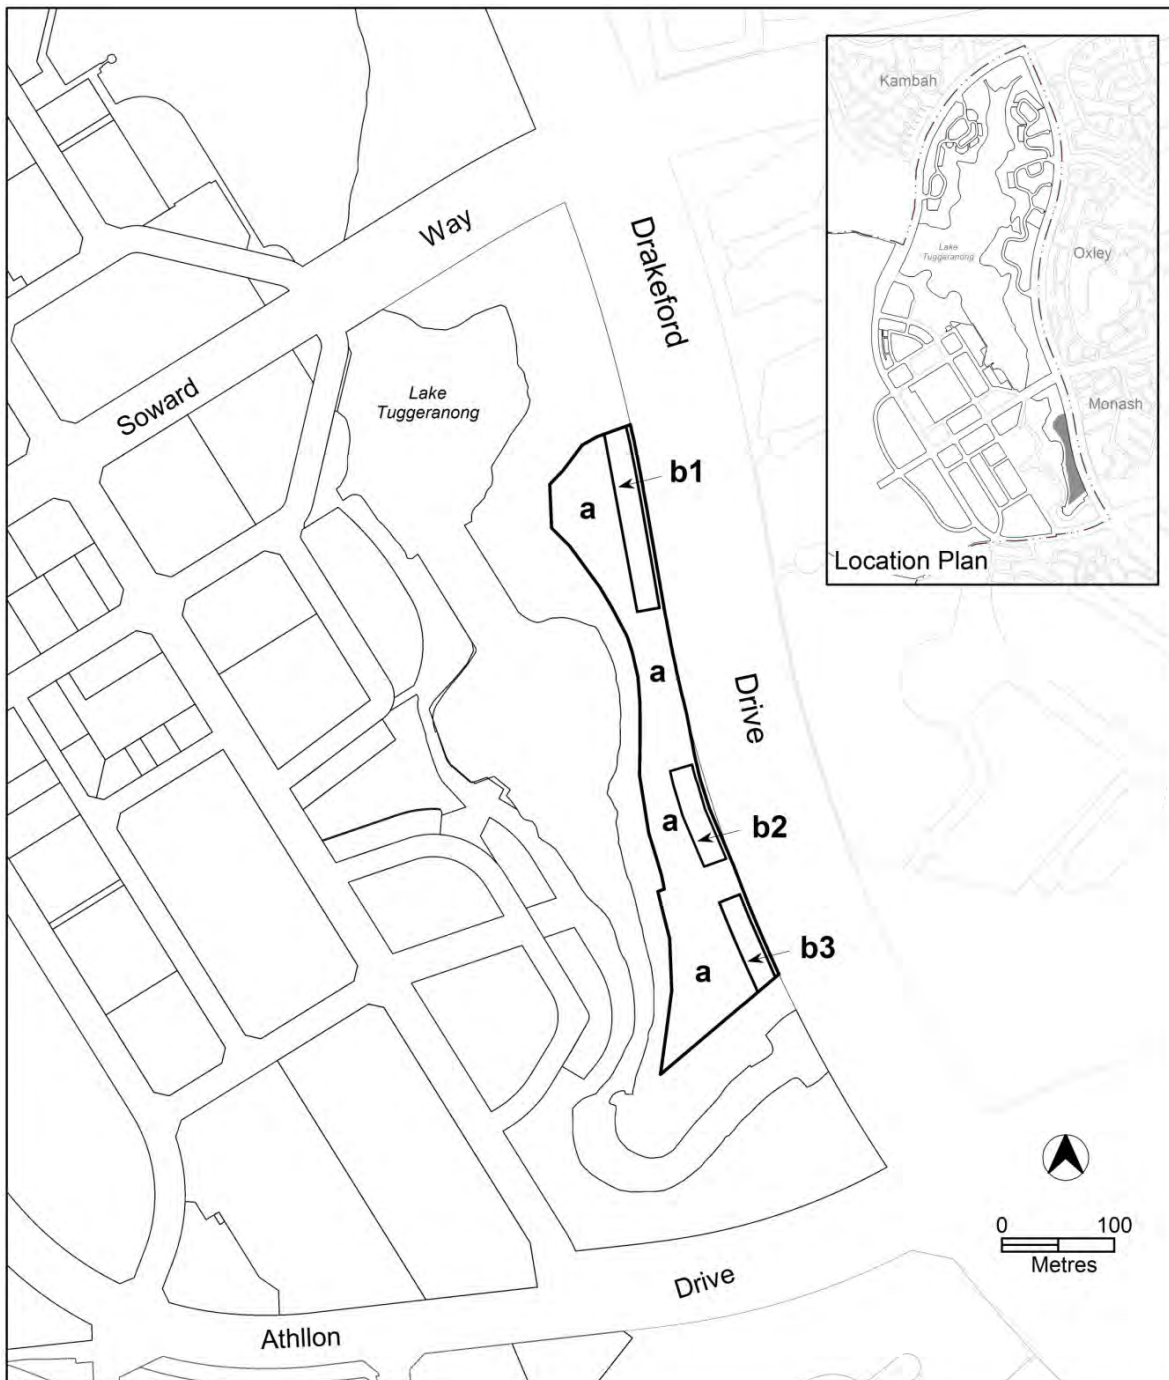 Kambah
Way
Drakeford
Lake
Tuggeranong
Oxley
Lake
Tuggeranong
Soward
Monash
b1
a
Location Plan
a
Drive
a
b2
b3
a
0 100
Metres
Drive
Athllon